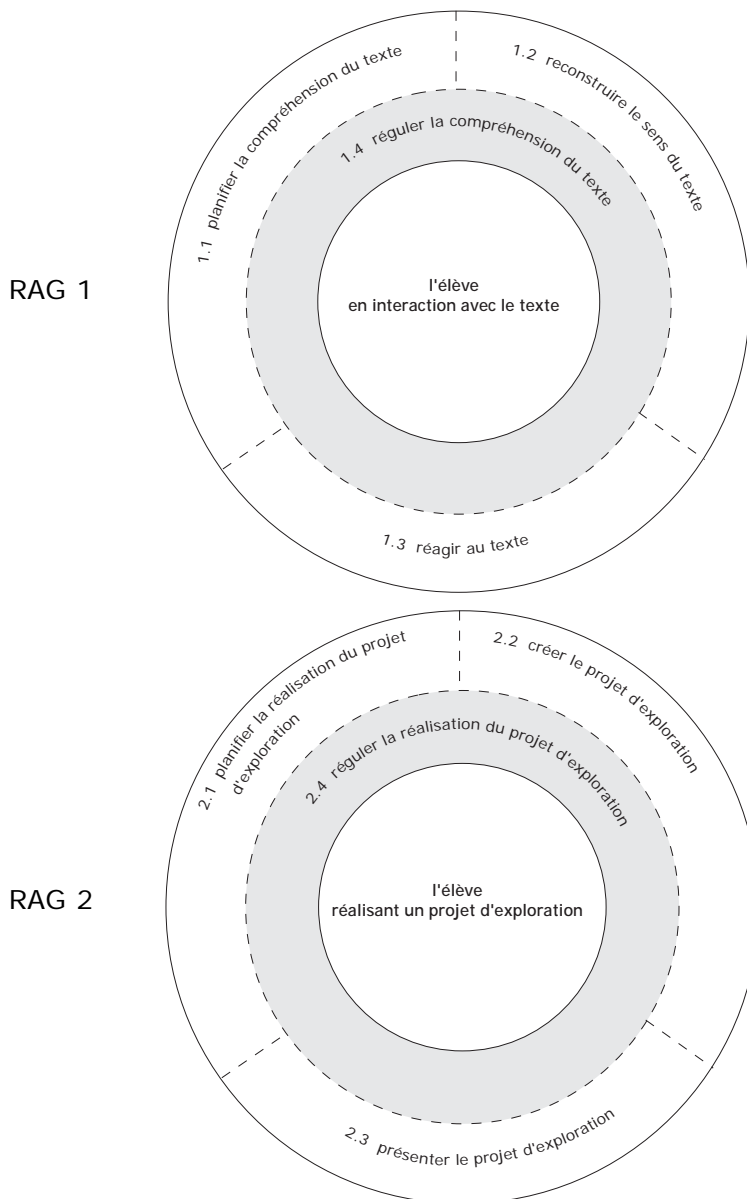 RAG 1
1.1 planifier la compréhension du texte
1.2 reconstruire le sens du texte
1.4 réguler la compréhension du texte
l'élève
en interaction avec le texte
1.3 réagir au texte
RAG 2
2.1 planifier la réalisation du projet
d'exploration
2.2 créer le projet d'exploration
2.4 réguler la réalisation du projet d'exploration
l'élève
réalisant un projet d'exploration
2.3 présenter le projet d'exploration